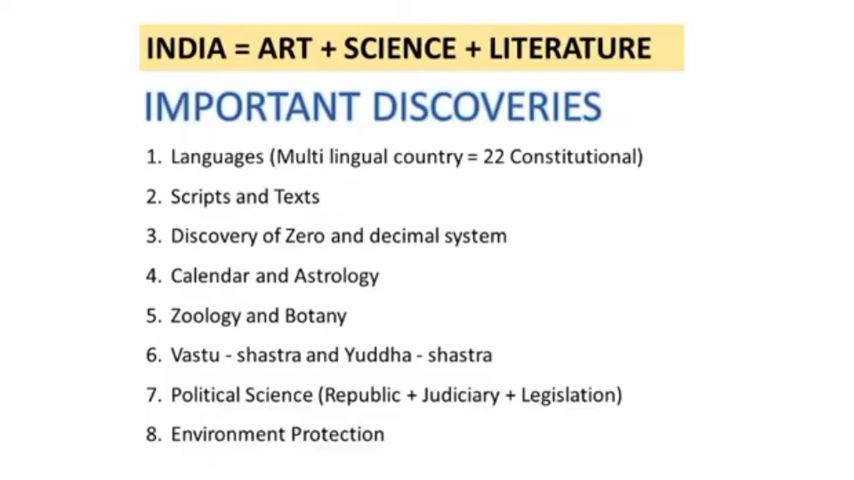 INDIA = ART + SCIENCE + LITERATURE
IMPORTANT DISCOVERIES
1. Languages (Multi lingual country = 22 Constitutional)
2. Scripts and Texts
3. Discovery of Zero and decimal system
4. Calendar and Astrology
5. Zoology and Botany
6. Vastu - shastra and Yuddha - shastra
7. Political Science (Republic + Judiciary + Legislation)
8. Environment Protection